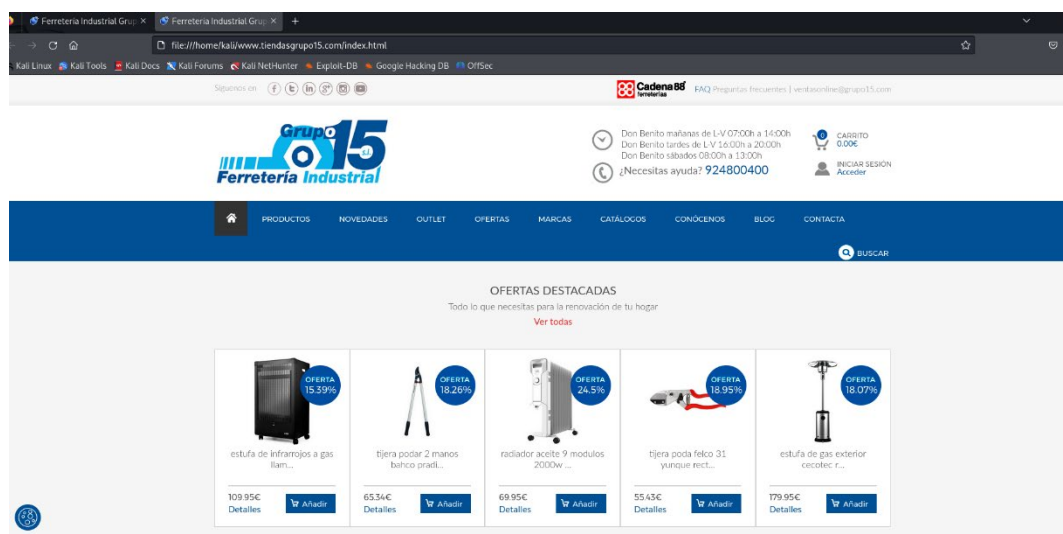 Ferretería Industrial Grup ×
Ferretería Industrial Grup ×
+
file:///home/kali/www.tiendasgrupo15.com/index.html
Kali Linux Kali Tools Kali Docs Kali Forums Kali NetHunter Exploit-DB Google Hacking DB OffSec
Síguenos en
88 Cadena 88 ferreterías
FAQ Preguntas frecuentes | ventasonline@grupo15.com
Grupo 15 s.l.
Ferretería Industrial
Don Benito mañanas de L-V 07:00h a 14:00h
Don Benito tardes de L-V 16:00h a 20:00h
Don Benito sábados 08:00h a 13:00h
¿Necesitas ayuda? 924800400
0
CARRITO
0.00€
INICIAR SESIÓN
Acceder
PRODUCTOS NOVEDADES OUTLET OFERTAS MARCAS CATÁLOGOS CONÓCENOS BLOG CONTACTA
BUSCAR
OFERTAS DESTACADAS
Todo lo que necesitas para la renovación de tu hogar
Ver todas
OFERTA
15.39%
estufa de infrarrojos a gas
llam...
109.95€
Detalles
Añadir
OFERTA
18.26%
tijera podar 2 manos
bahco pradi...
65.34€
Detalles
Añadir
OFERTA
24.5%
radiador aceite 9 modulos
2000w ...
69.95€
Detalles
Añadir
OFERTA
18.95%
tijera poda felco 31
yunque rect...
55.43€
Detalles
Añadir
OFERTA
18.07%
estufa de gas exterior
cecotec r...
179.95€
Detalles
Añadir